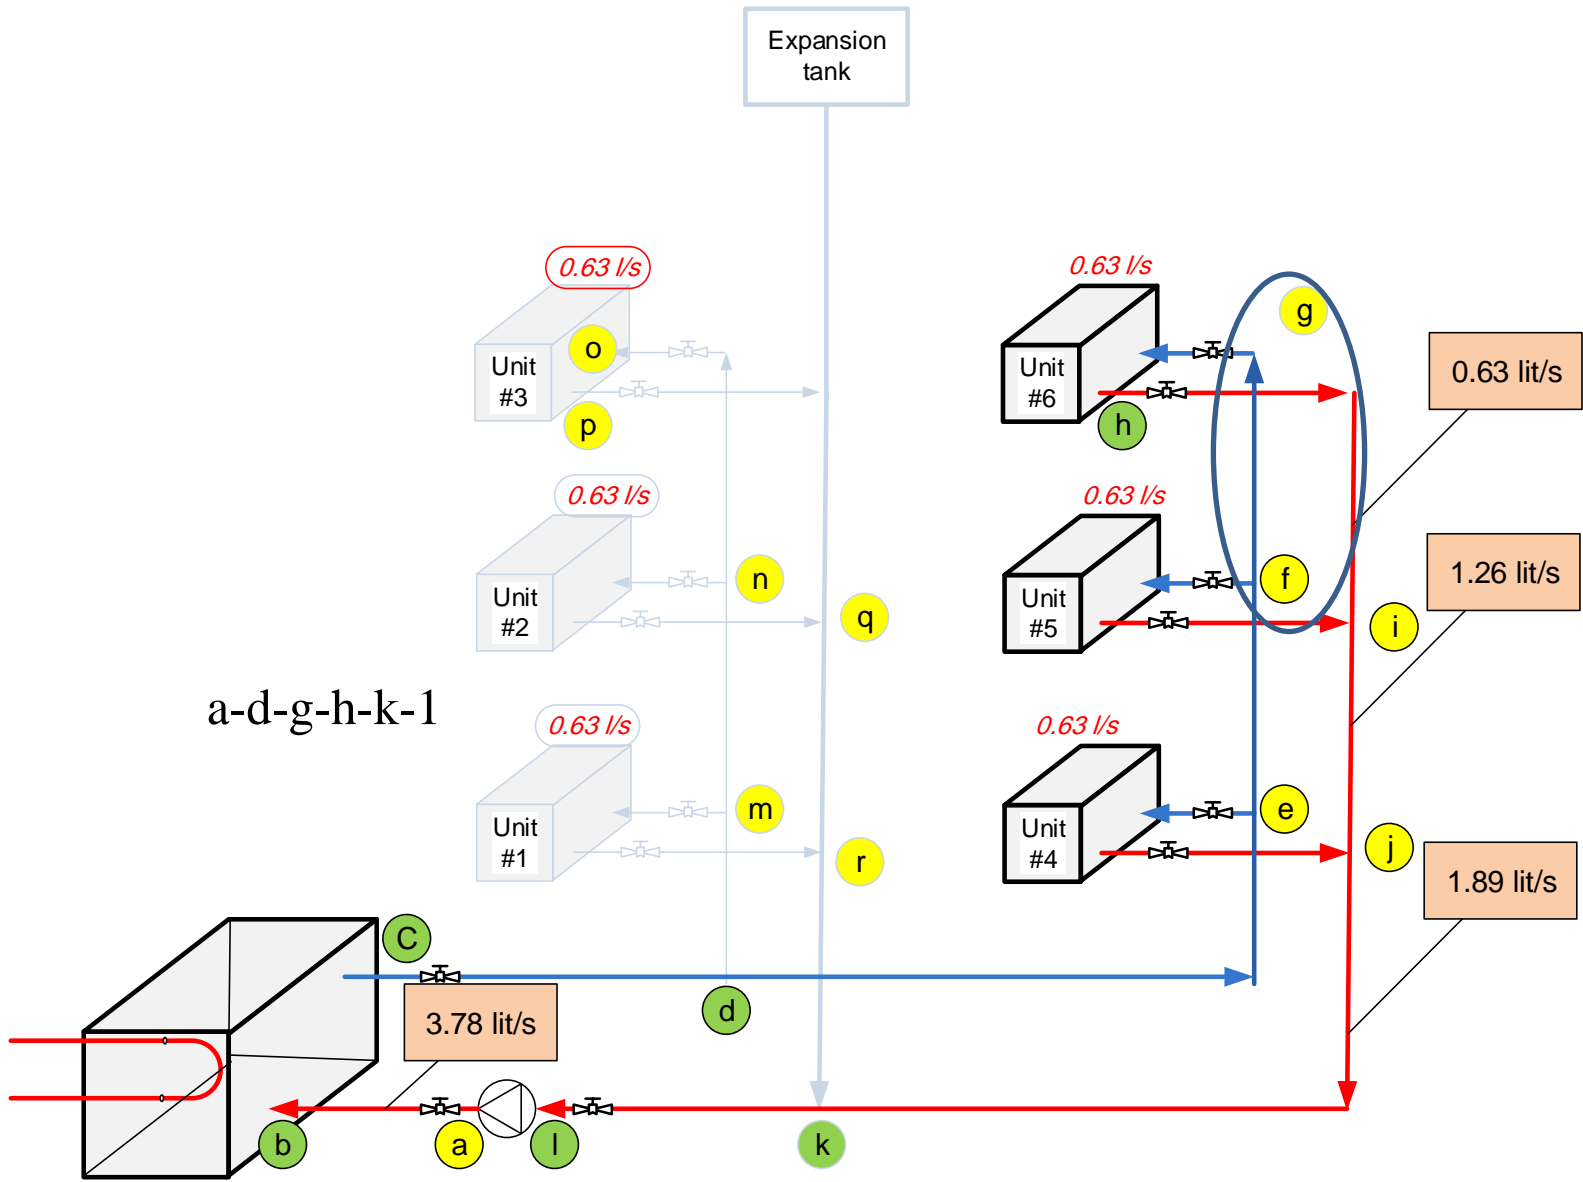 Expansion
tank
0.63 l/s
0.63 l/s
g
o
Unit
#3
Unit
#6
0.63 lit/s
p
h
0.63 l/s
0.63 l/s
n
f
1.26 lit/s
Unit
#2
Unit
#5
q
i
a-d-g-h-k-l
0.63 l/s
0.63 l/s
m
e
Unit
#1
Unit
#4
r
j
1.89 lit/s
C
d
3.78 lit/s
b
a
l
k